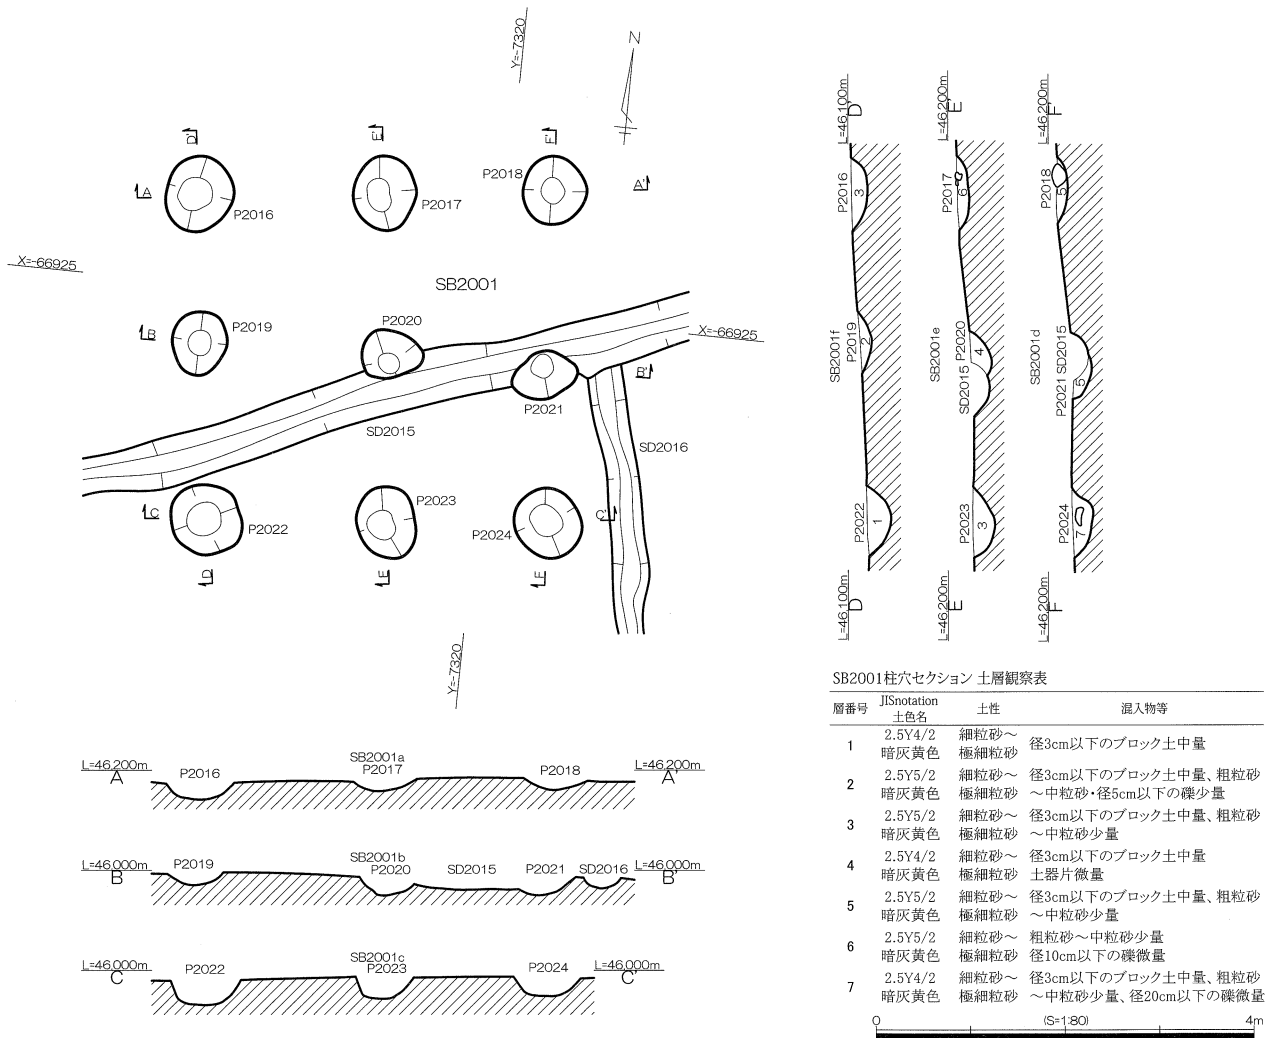 Y=-7320
N
D'
E'
F'
A
P2016
P2017
P2018
A'
X=-66925
SB2001
B
P2019
P2020
X=-66925
B'
P2021
SD2015
SD2016
C
P2022
P2023
P2024
C'
D
E
F
Y=-7320
L=46,200m
A
P2016
SB2001a
P2017
P2018
L=46,200m
A'
L=46,000m
B
P2019
SB2001b
P2020
SD2015
P2021
SD2016
L=46,000m
B'
L=46,000m
C
P2022
SB2001c
P2023
P2024
L=46,000m
C'
L=46,100m
D'
P2016
3
SB2001f
P2019
2
P2022
1
L=46,100m
D
L=46,200m
E'
P2017
6
SB2001e
P2020
4
SD2015
P2023
3
L=46,200m
E
L=46,200m
F'
P2018
5
SB2001d
P2021 SD2015
5
P2024
7
L=46,200m
F
SB2001柱穴セクション 土層観察表
層番号 JISnotation 土色名 土性 混入物等
1 2.5Y4/2 細粒砂～ 径3cm以下のブロック土中量
暗灰黄色 極細粒砂
2 2.5Y5/2 細粒砂～ 径3cm以下のブロック土中量、粗粒砂
暗灰黄色 極細粒砂 ～中粒砂・径5cm以下の礫少量
3 2.5Y5/2 細粒砂～ 径3cm以下のブロック土中量、粗粒砂
暗灰黄色 極細粒砂 ～中粒砂少量
4 2.5Y4/2 細粒砂～ 径3cm以下のブロック土中量
暗灰黄色 極細粒砂 土器片微量
5 2.5Y5/2 細粒砂～ 径3cm以下のブロック土中量、粗粒砂
暗灰黄色 極細粒砂 ～中粒砂少量
6 2.5Y5/2 細粒砂～ 粗粒砂～中粒砂少量
暗灰黄色 極細粒砂 径10cm以下の礫微量
7 2.5Y4/2 細粒砂～ 径3cm以下のブロック土中量、粗粒砂
暗灰黄色 極細粒砂 ～中粒砂少量、径20cm以下の礫微量
0 (S=1:80) 4m